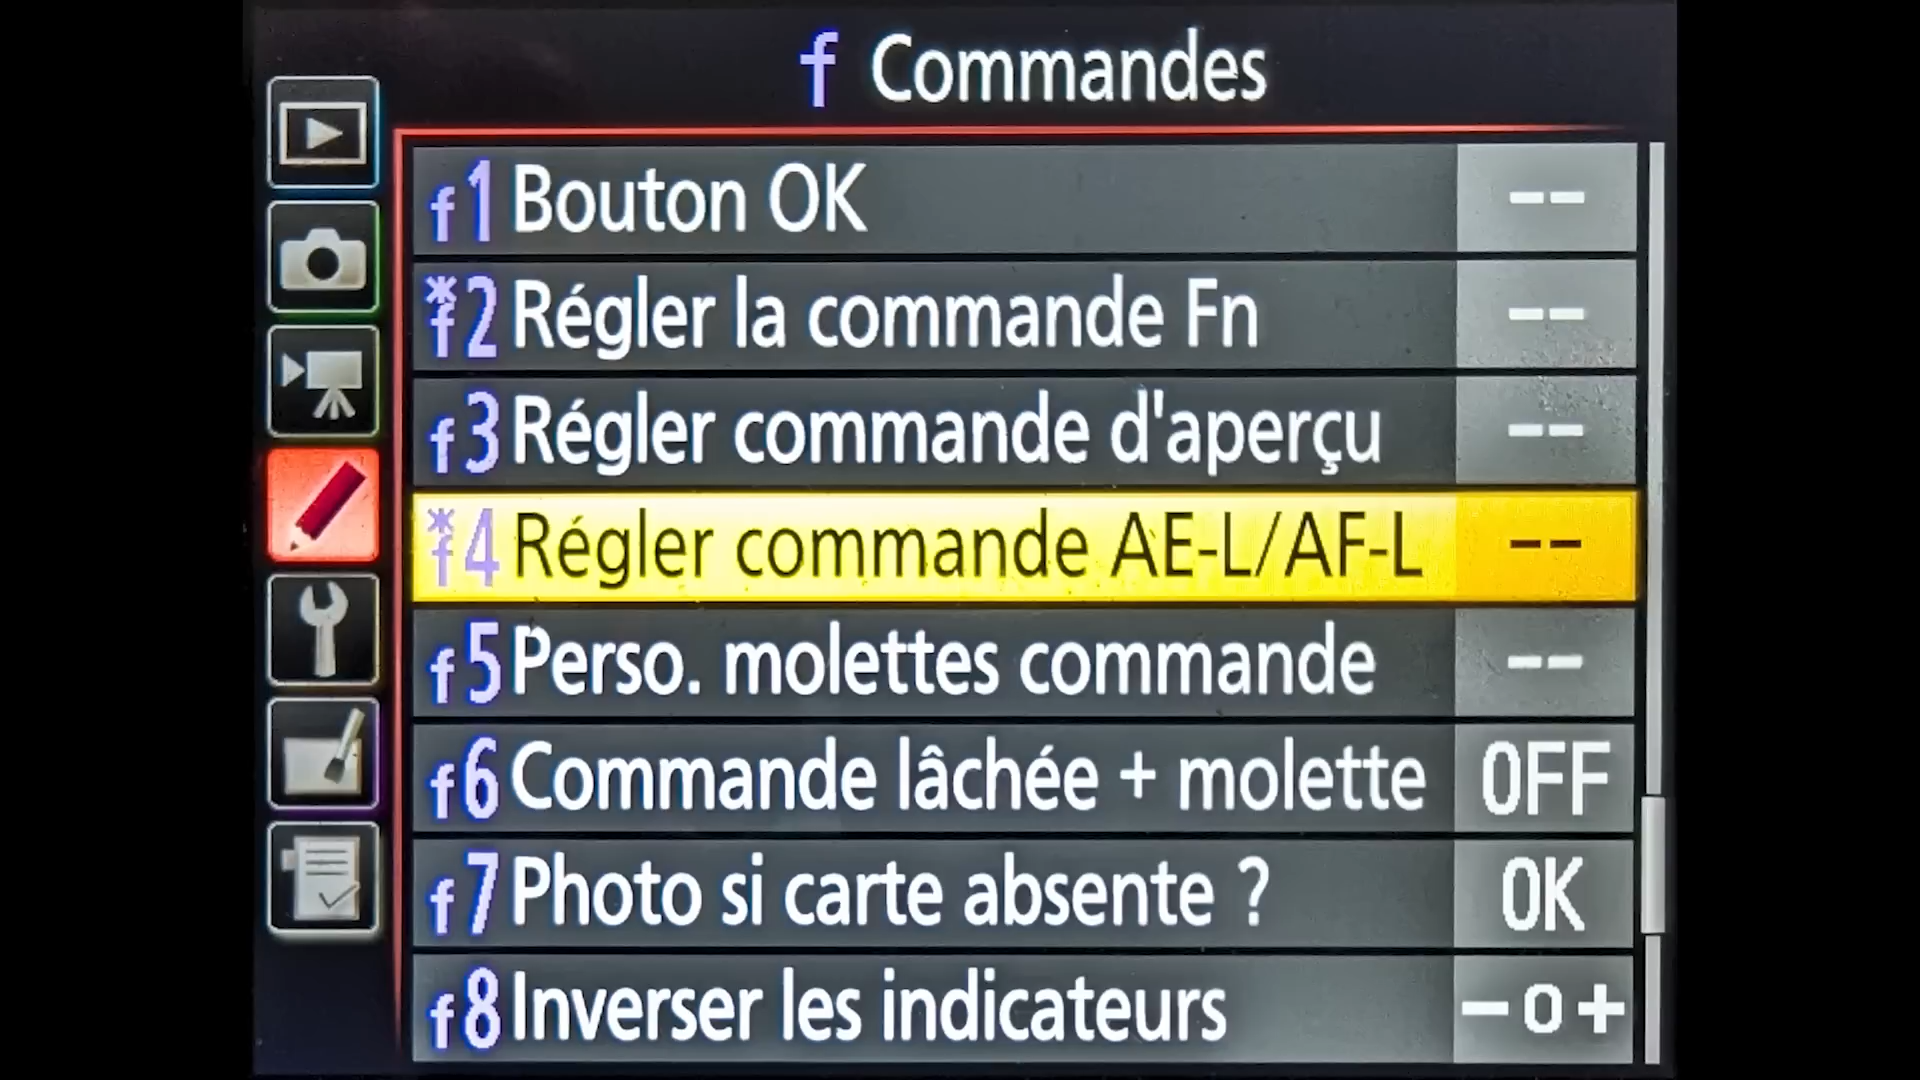 f Commandes
f1 Bouton OK --
*f2 Régler la commande Fn --
f3 Régler commande d'aperçu --
*f4 Régler commande AE-L/AF-L --
f5 Perso. molettes commande --
f6 Commande lâchée + molette OFF
f7 Photo si carte absente ? OK
f8 Inverser les indicateurs -o+